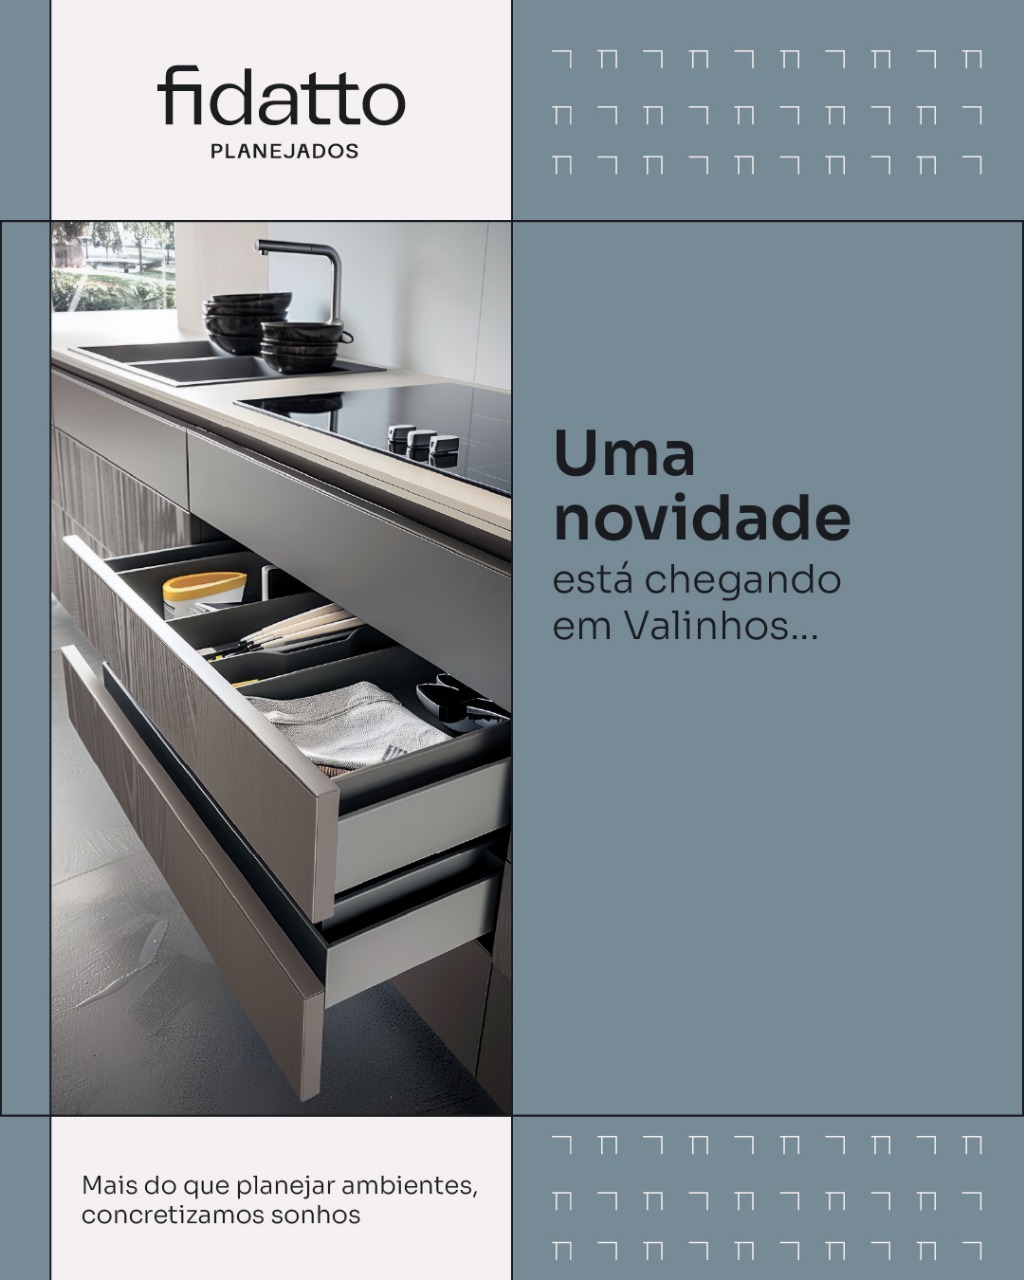 fidatto
PLANEJADOS
Uma
novidade
está chegando
em Valinhos...
Mais do que planejar ambientes,
concretizamos sonhos